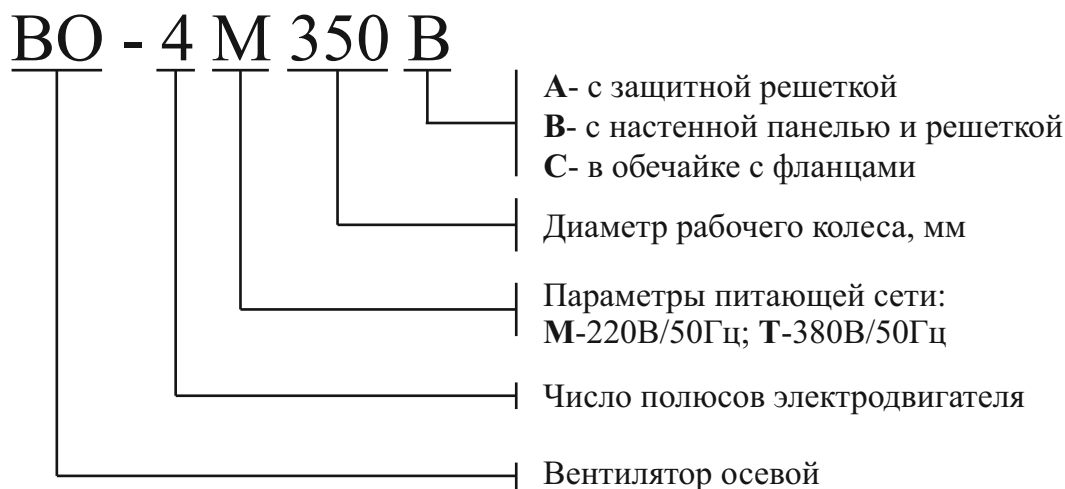 ВО - 4 М 350 В
А- с защитной решеткой
В- с настенной панелью и решеткой
С- в обечайке с фланцами
Диаметр рабочего колеса, мм
Параметры питающей сети:
М-220В/50Гц; Т-380В/50Гц
Число полюсов электродвигателя
Вентилятор осевой